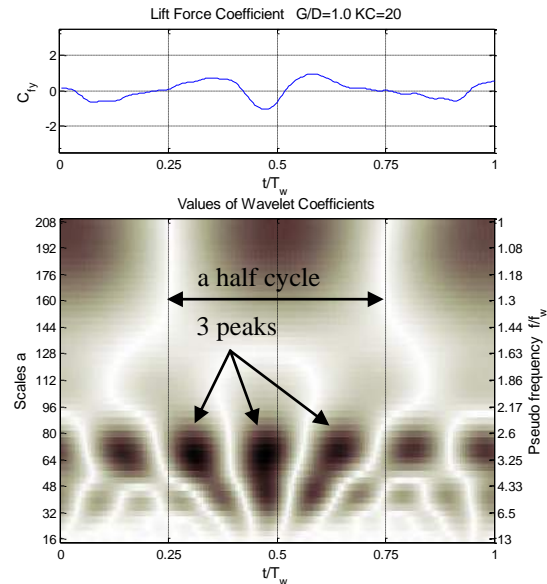 Lift Force Coefficient G/D=1.0 KC=20
C_fy
2
0
-2
0 0.25 0.5 0.75 1
t/T_w
Values of Wavelet Coefficients
Scales a
208
192
176
160
144
128
112
96
80
64
48
32
16
a half cycle
3 peaks
1
1.08
1.18
1.3
1.44
1.63
1.86
2.17
2.6
3.25
4.33
6.5
13
Pseudo frequency f/f_w
0 0.25 0.5 0.75 1
t/T_w